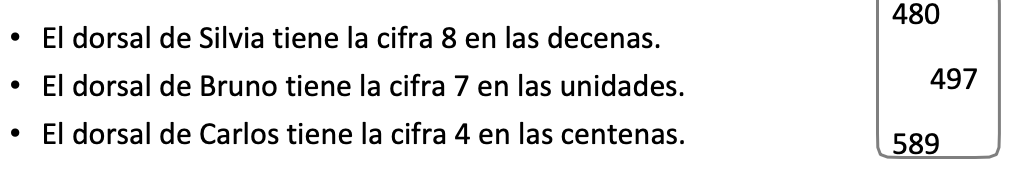 • El dorsal de Silvia tiene la cifra 8 en las decenas.
• El dorsal de Bruno tiene la cifra 7 en las unidades.
• El dorsal de Carlos tiene la cifra 4 en las centenas.
480
497
589